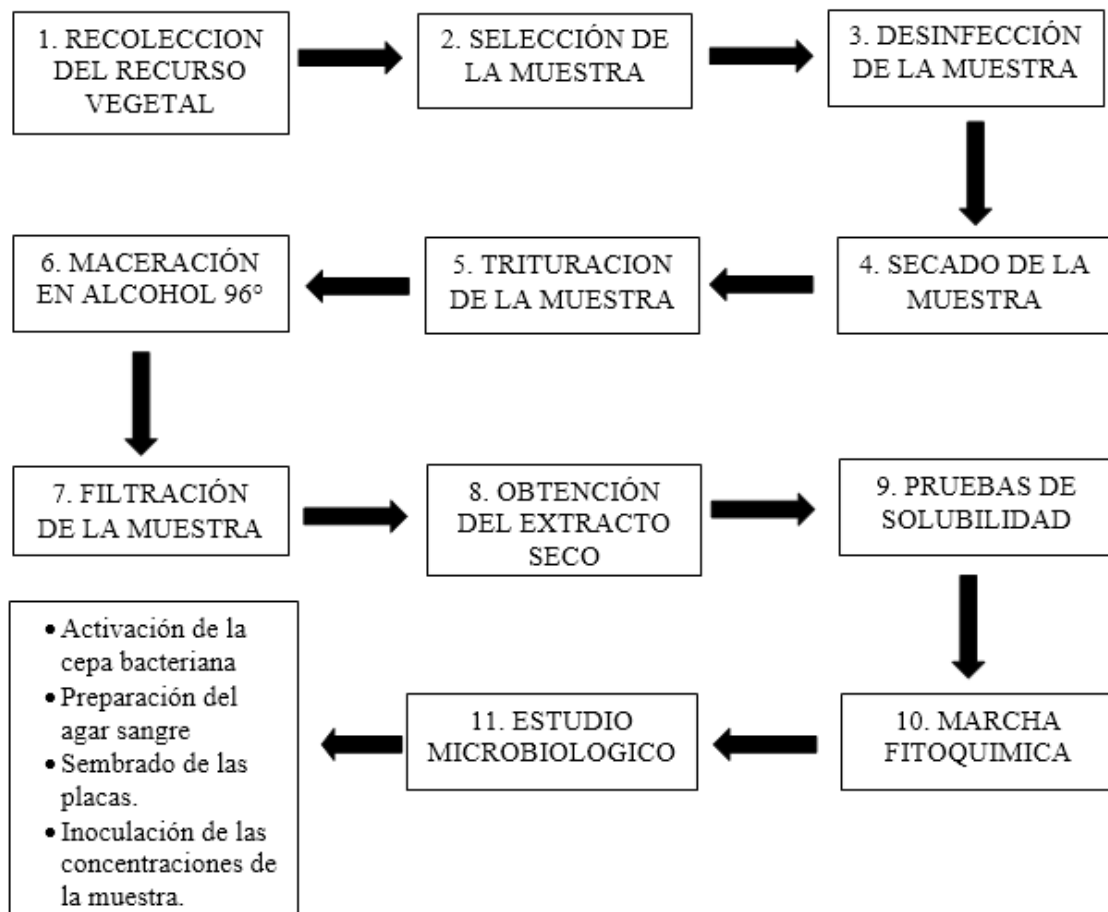 1. RECOLECCION
DEL RECURSO
VEGETAL
2. SELECCIÓN DE
LA MUESTRA
3. DESINFECCIÓN
DE LA MUESTRA
4. SECADO DE LA
MUESTRA
5. TRITURACION
DE LA MUESTRA
6. MACERACIÓN
EN ALCOHOL 96°
7. FILTRACIÓN
DE LA MUESTRA
8. OBTENCIÓN
DEL EXTRACTO
SECO
9. PRUEBAS DE
SOLUBILIDAD
10. MARCHA
FITOQUIMICA
11. ESTUDIO
MICROBIOLOGICO
• Activación de la
cepa bacteriana
• Preparación del
agar sangre
• Sembrado de las
placas.
• Inoculación de las
concentraciones de
la muestra.